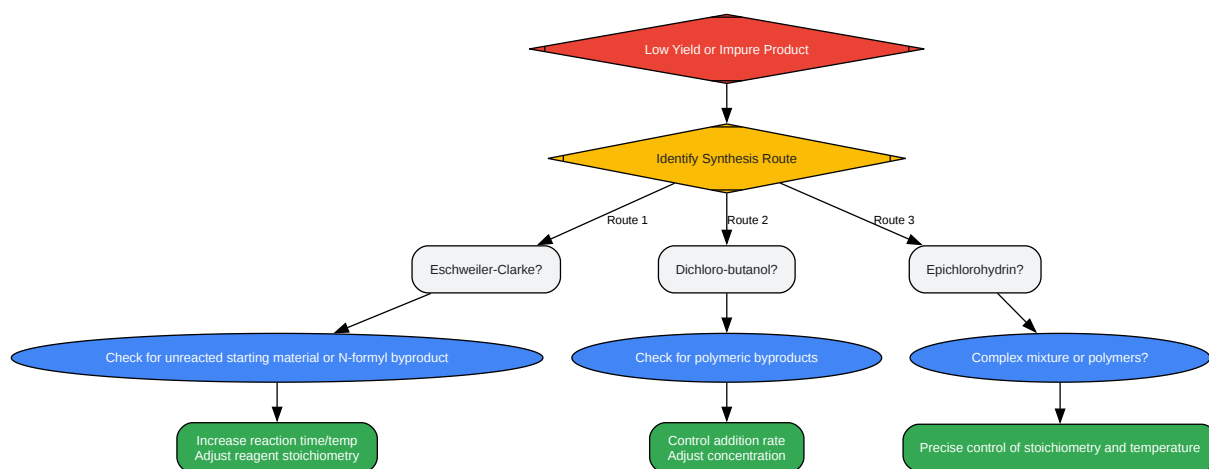 Low Yield or Impure Product
Identify Synthesis Route
Route 1
Route 2
Route 3
Eschweiler-Clarke?
Dichloro-butanol?
Epichlorohydrin?
Check for unreacted starting material or N-formyl byproduct
Check for polymeric byproducts
Complex mixture or polymers?
Increase reaction time/temp
Adjust reagent stoichiometry
Control addition rate
Adjust concentration
Precise control of stoichiometry and temperature